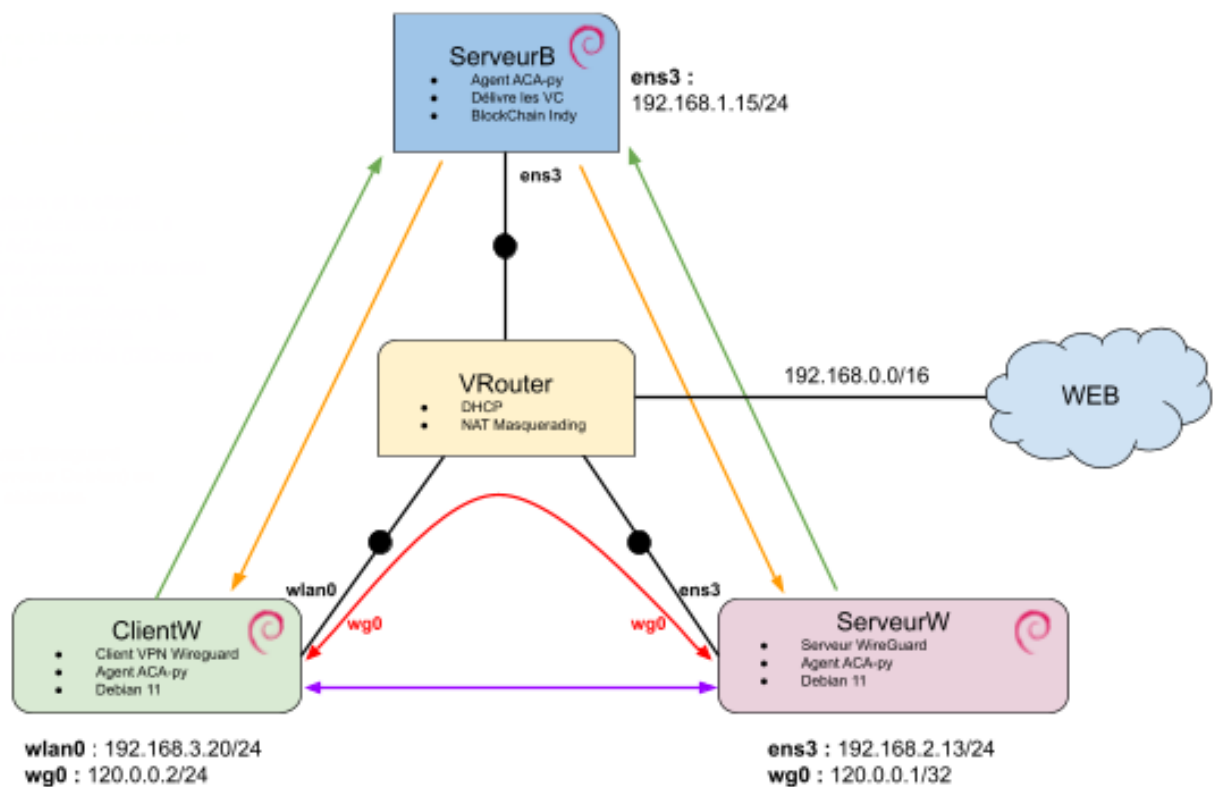 ServeurB
● Agent ACA-py
● Délivre les VC
● BlockChain Indy
ens3 :
192.168.1.15/24
ens3
VRouter
● DHCP
● NAT Masquerading
192.168.0.0/16
WEB
wlan0
ens3
wg0
wg0
ClientW
● Client VPN Wireguard
● Agent ACA-py
● Debian 11
ServeurW
● Serveur WireGuard
● Agent ACA-py
● Debian 11
wlan0 : 192.168.3.20/24
wg0 : 120.0.0.2/24
ens3 : 192.168.2.13/24
wg0 : 120.0.0.1/32